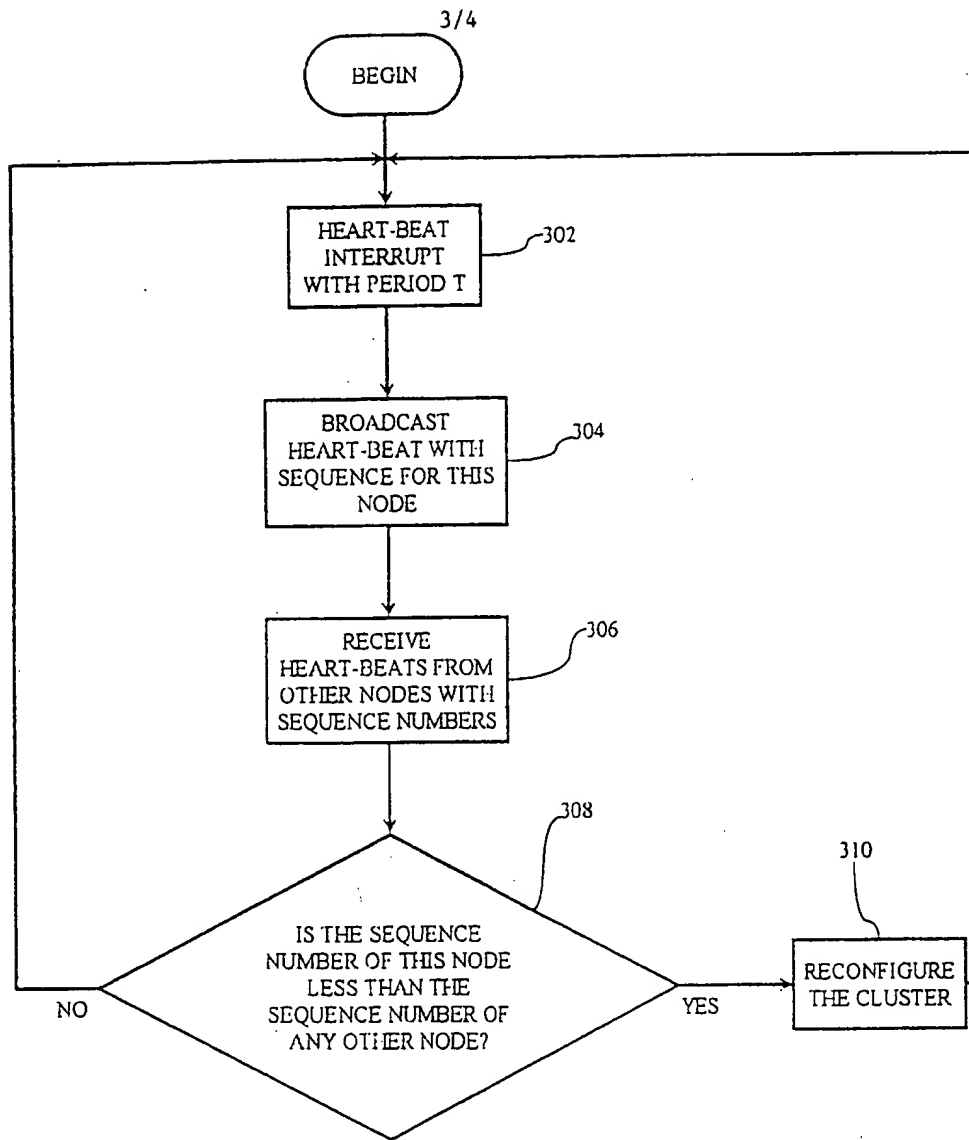 3/4
BEGIN
HEART-BEAT
INTERRUPT
WITH PERIOD T
302
BROADCAST
HEART-BEAT WITH
SEQUENCE FOR THIS
NODE
304
RECEIVE
HEART-BEATS FROM
OTHER NODES WITH
SEQUENCE NUMBERS
306
308
IS THE SEQUENCE
NUMBER OF THIS NODE
LESS THAN THE
SEQUENCE NUMBER OF
ANY OTHER NODE?
NO
YES
310
RECONFIGURE
THE CLUSTER